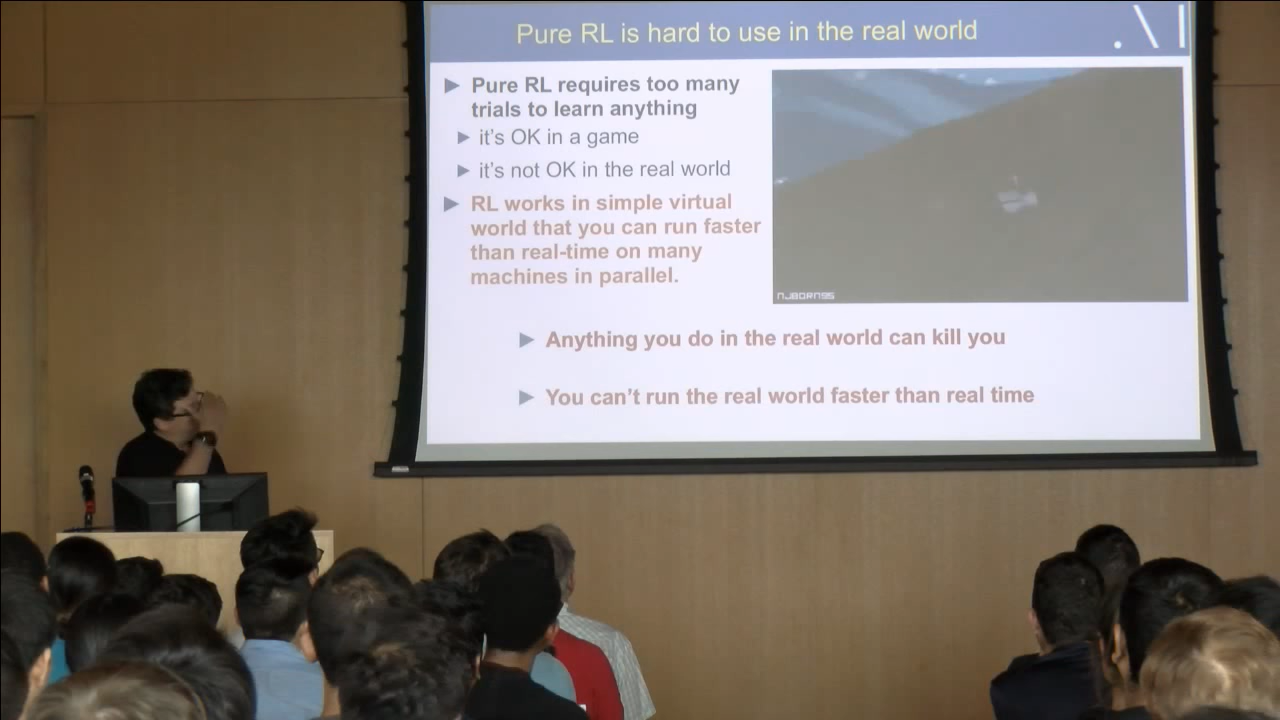 Pure RL is hard to use in the real world
Pure RL requires too many
trials to learn anything
it's OK in a game
it's not OK in the real world
RL works in simple virtual
world that you can run faster
than real-time on many
machines in parallel.
NJBORN95
Anything you do in the real world can kill you
You can't run the real world faster than real time